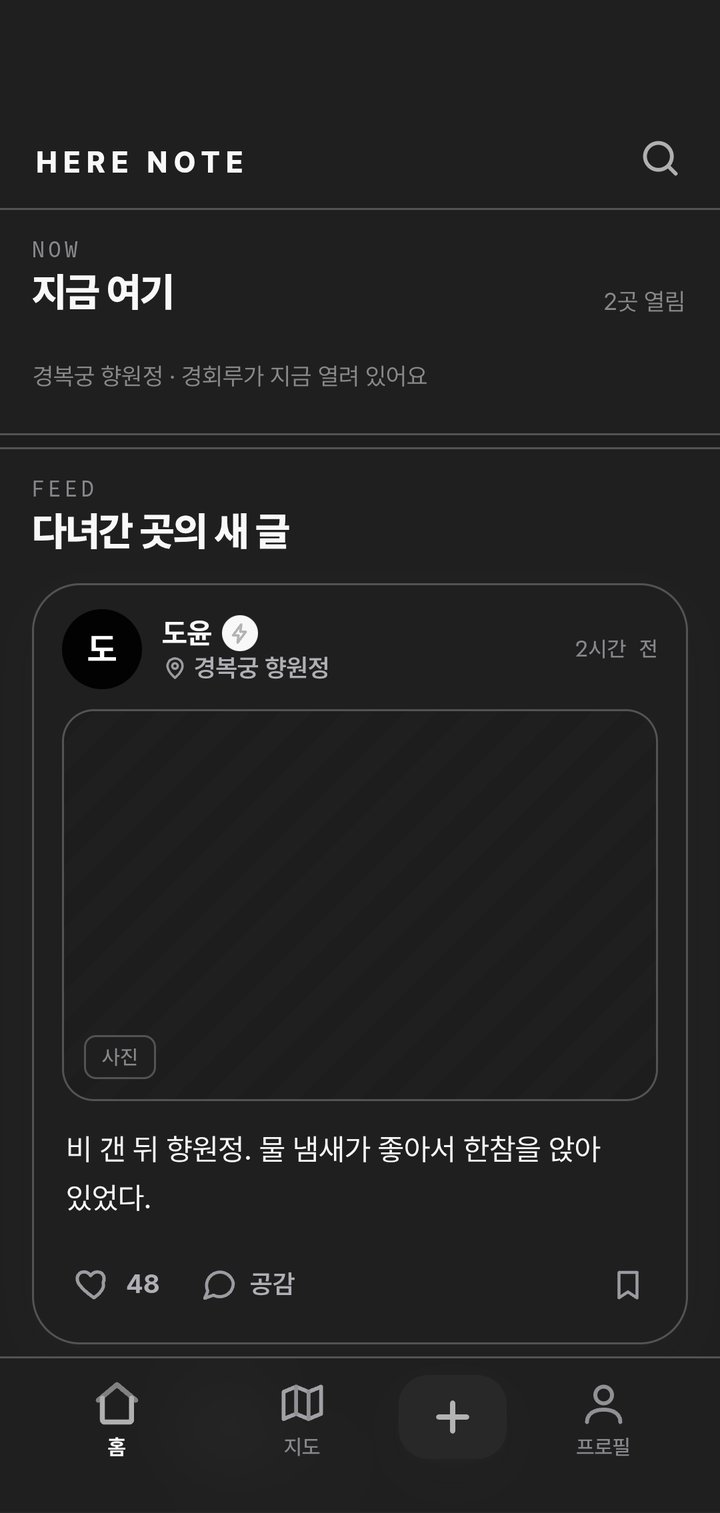 HERE NOTE
NOW
지금 여기
2곳 열림
경복궁 향원정 · 경회루가 지금 열려 있어요
FEED
다녀간 곳의 새 글
도
도윤
경복궁 향원정
2시간 전
사진
비 갠 뒤 향원정. 물 냄새가 좋아서 한참을 앉아
있었다.
48
공감
홈
지도
프로필